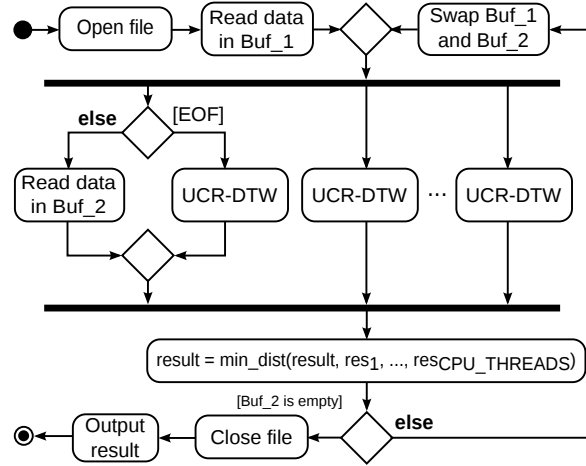 Open file
Read data
in Buf_1
Swap Buf_1
and Buf_2
else
[EOF]
Read data
in Buf_2
UCR-DTW
UCR-DTW
...
UCR-DTW
result = min_dist(result, res1, ..., resCPU_THREADS)
[Buf_2 is empty]
else
Output
result
Close file